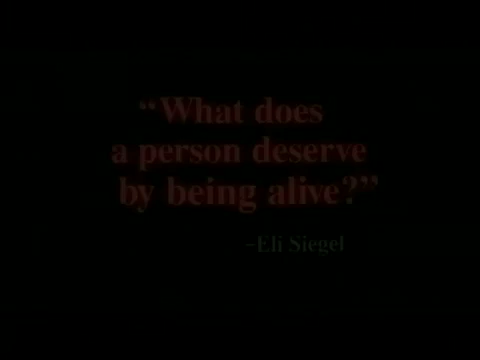 “What does
a person deserve
by being alive?”
-Eli Siegel